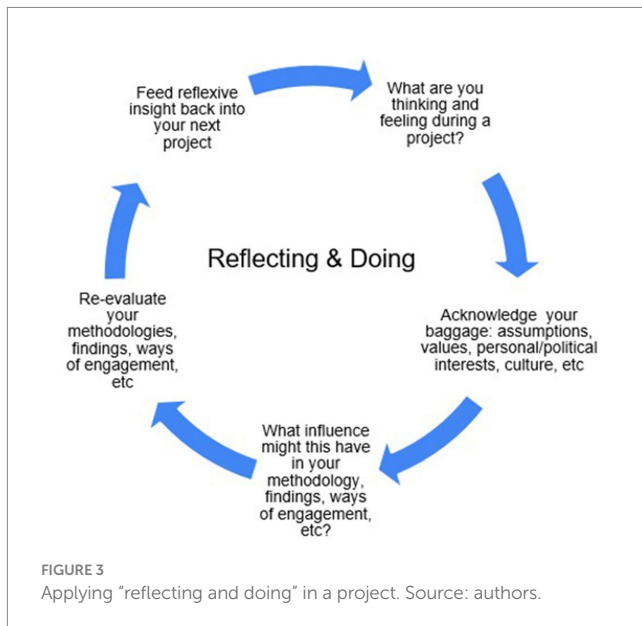 Feed reflexive
insight back into
your next
project
What are you
thinking and
feeling during a
project?
Reflecting & Doing
Acknowledge your
baggage: assumptions,
values, personal/political
interests, culture, etc
What influence
might this have
in your
methodology,
findings, ways
of engagement,
etc?
Re-evaluate
your
methodologies,
findings, ways
of engagement,
etc
FIGURE 3
Applying “reflecting and doing” in a project. Source: authors.